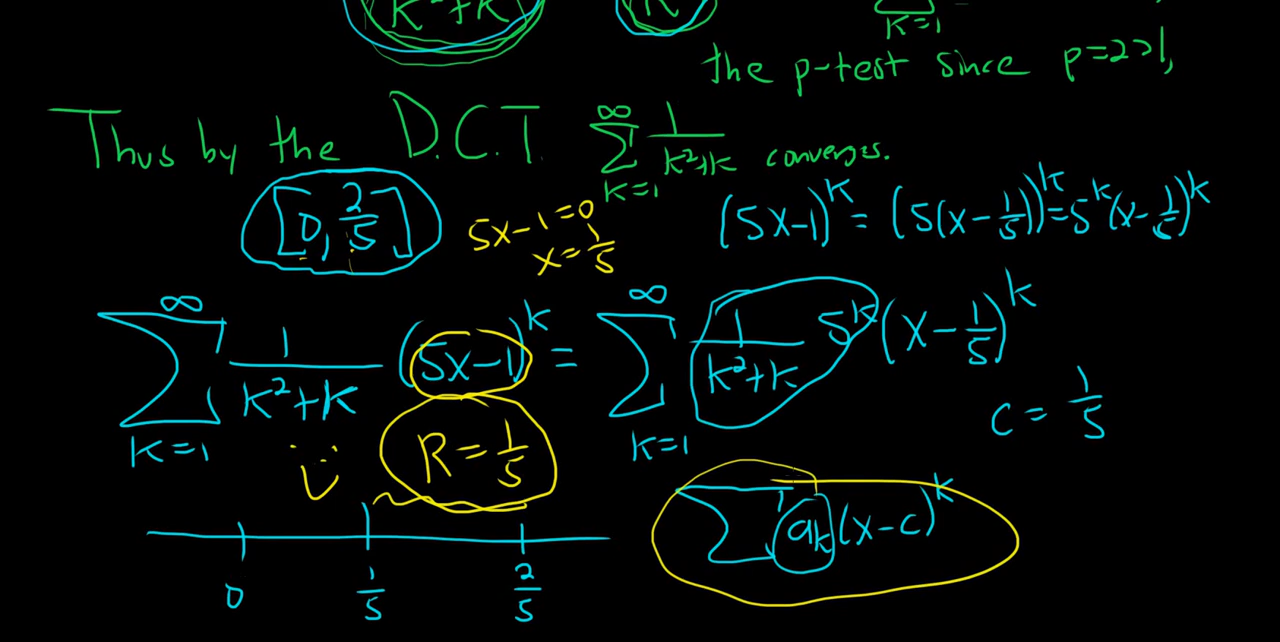 K²+K K K=1
the p-test since p=2>1,
Thus by the D.C.T. ∞∑K=1 1/(K²+K) converges.
[0, 2/5] 5x-1=0 (5x-1)^K = (5(x-1/5))^K = 5^K(x-1/5)^K
x=1/5
∞∑K=1 1/(K²+K) (5x-1)^K = ∞∑K=1 1/(K²+K) 5^K (x-1/5)^K
C = 1/5
R = 1/5
∑ a_k (x-c)^K
0 1/5 2/5